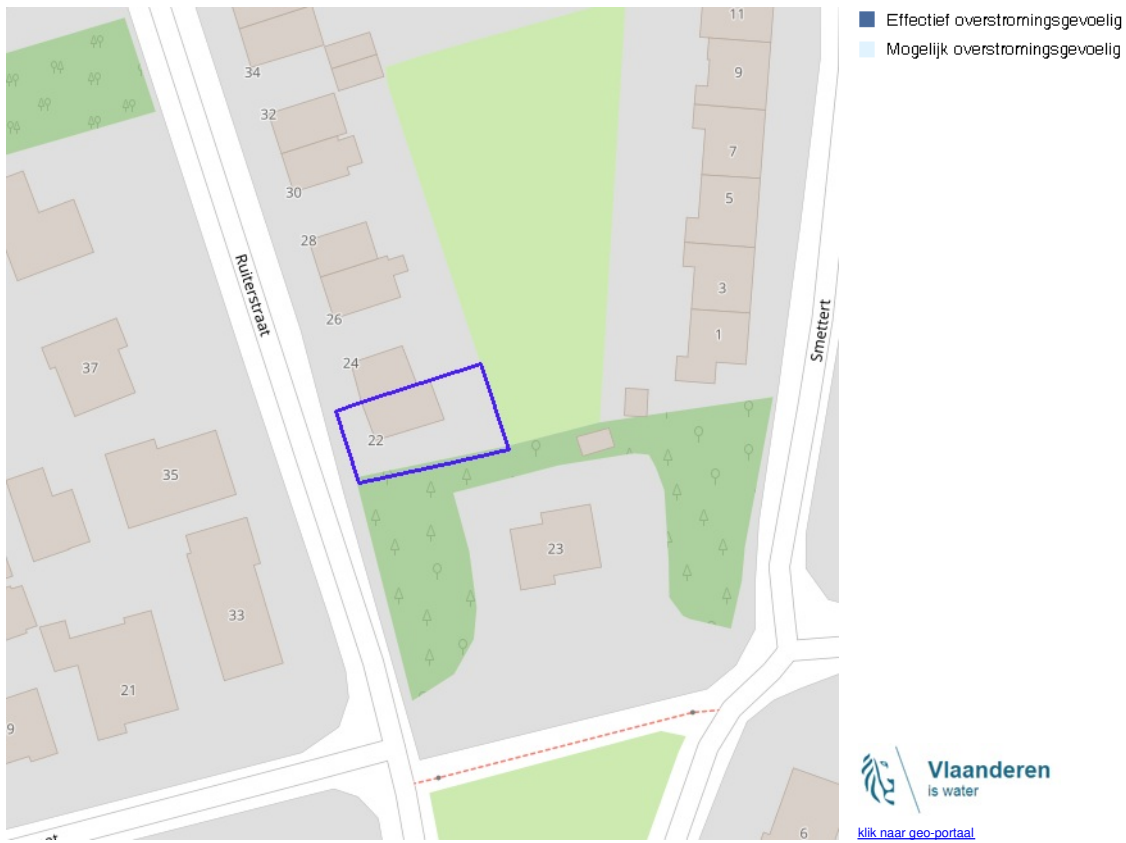 11
Effectief overstromingsgevoelig
Mogelijk overstromingsgevoelig
34
9
32
7
30
5
28
Ruiterstraat
3
26
Smettert
1
24
37
22
35
23
33
21
9
Vlaanderen
is water
6
klik naar geo-portaal